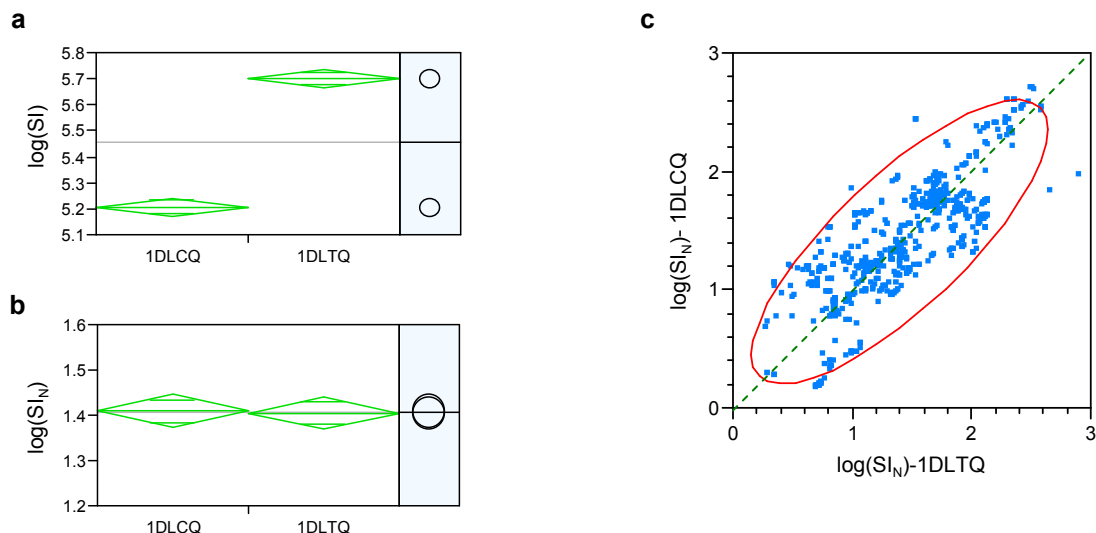 a
log(SI)
5.8
5.7
5.6
5.5
5.4
5.3
5.2
5.1
1DLCQ 1DLTQ
b
log(SI_N)
1.6
1.5
1.4
1.3
1.2
1DLCQ 1DLTQ
c
log(SI_N)- 1DLCQ
3
2
1
0
0 1 2 3
log(SI_N)-1DLTQ